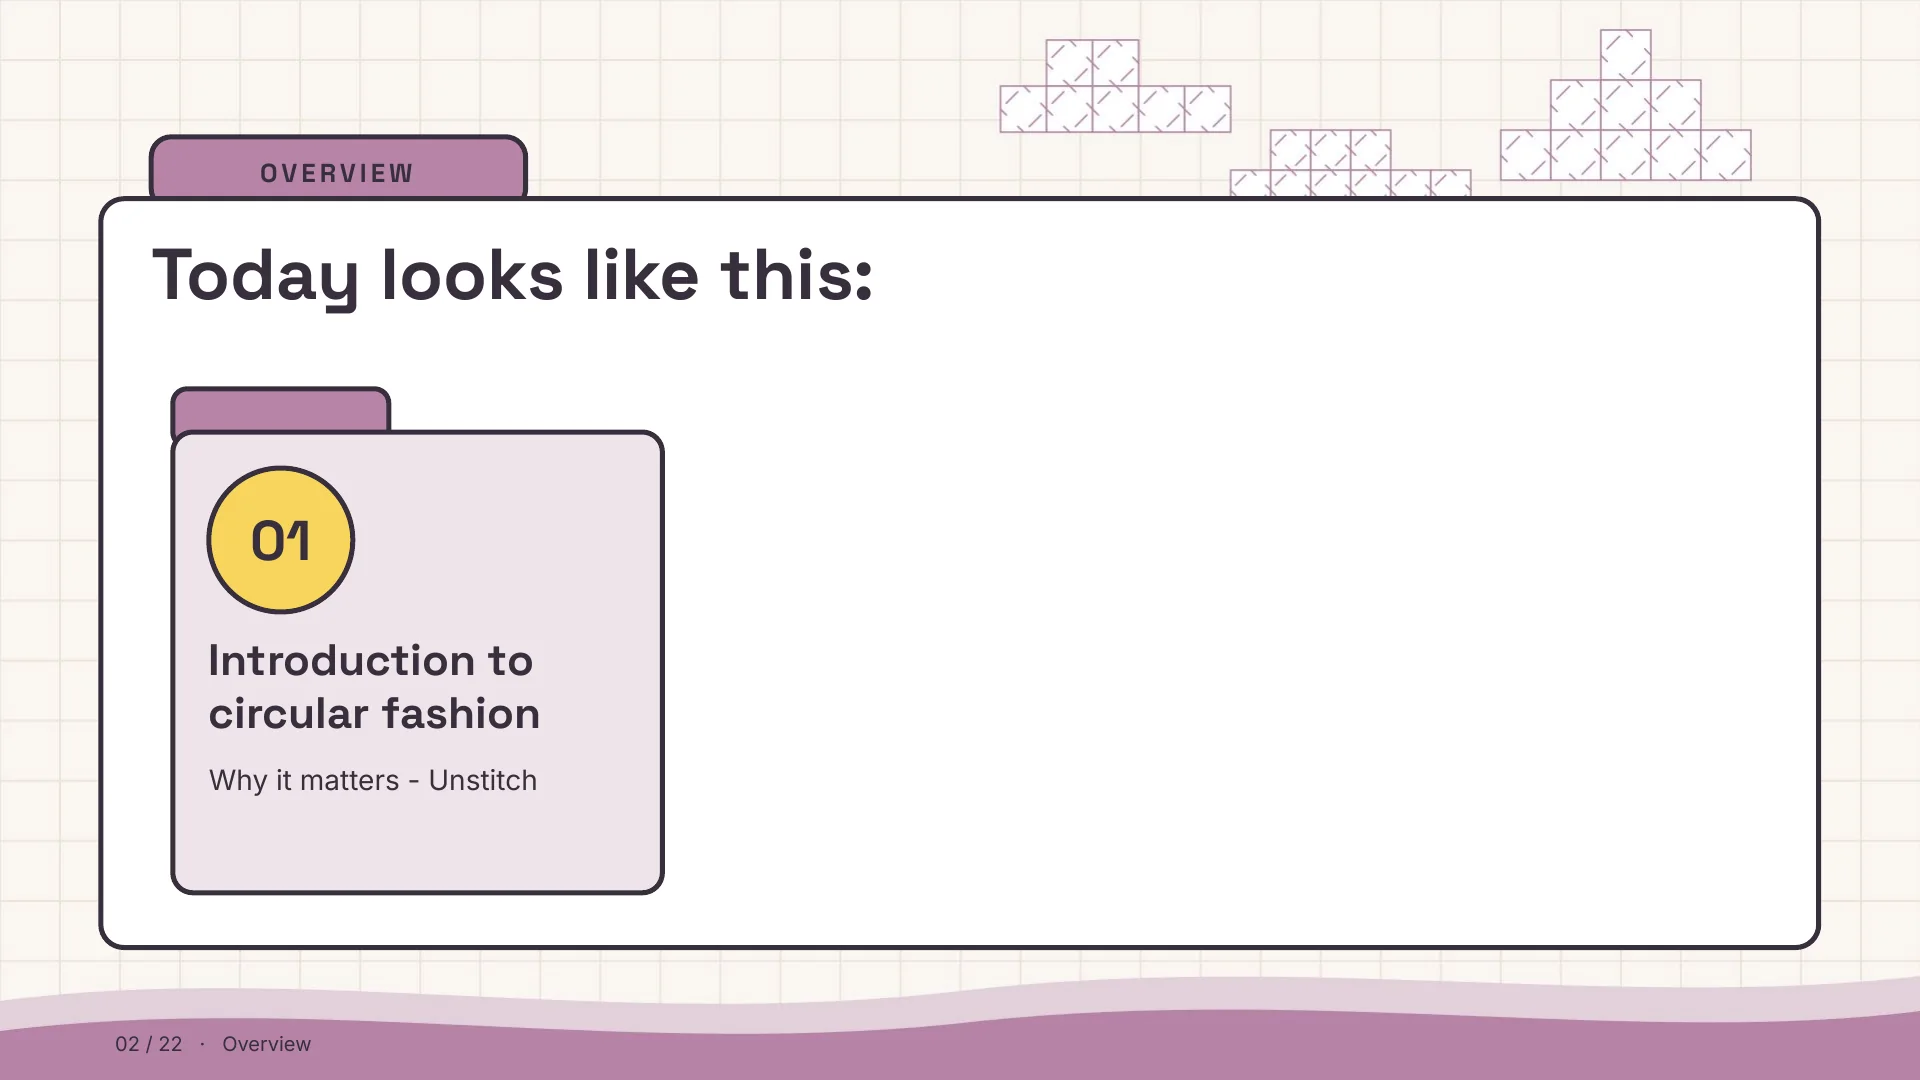 OVERVIEW
Today looks like this:
01
Introduction to
circular fashion
Why it matters - Unstitch
02 / 22 · Overview